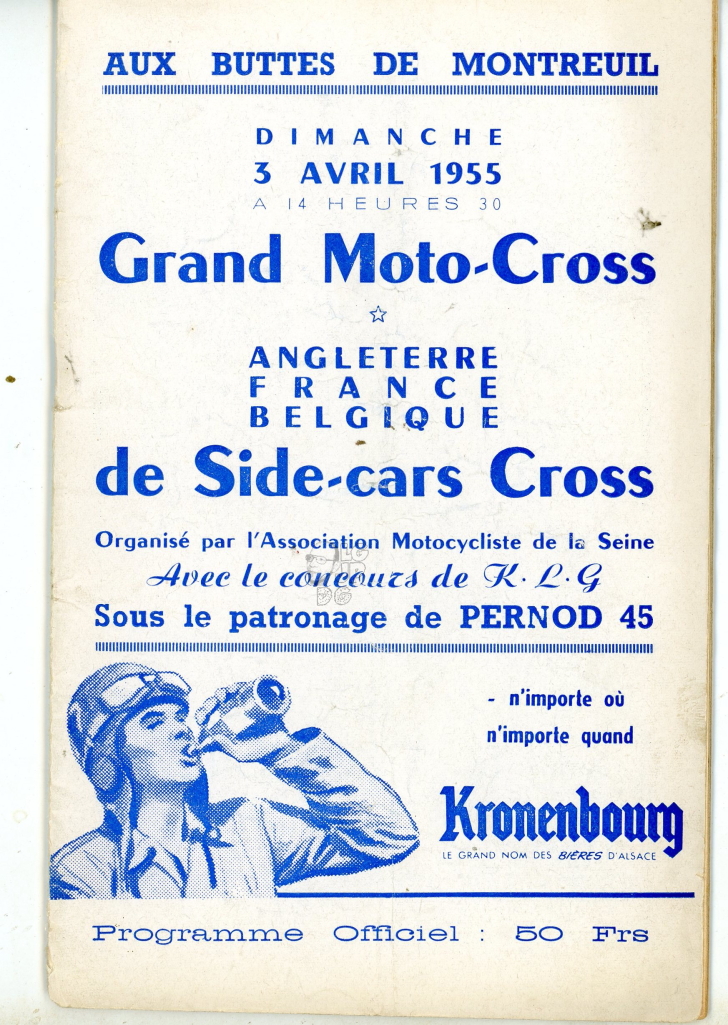 AUX BUTTES DE MONTREUIL
DIMANCHE
3 AVRIL 1955
A 14 HEURES 30
Grand Moto-Cross
ANGLETERRE
FRANCE
BELGIQUE
de Side-cars Cross
Organisé par l'Association Motocycliste de la Seine
Avec le concours de K·L·G
Sous le patronage de PERNOD 45
- n'importe où
n'importe quand
Kronenbourg
LE GRAND NOM DES BIÈRES D'ALSACE
Programme Officiel : 50 Frs